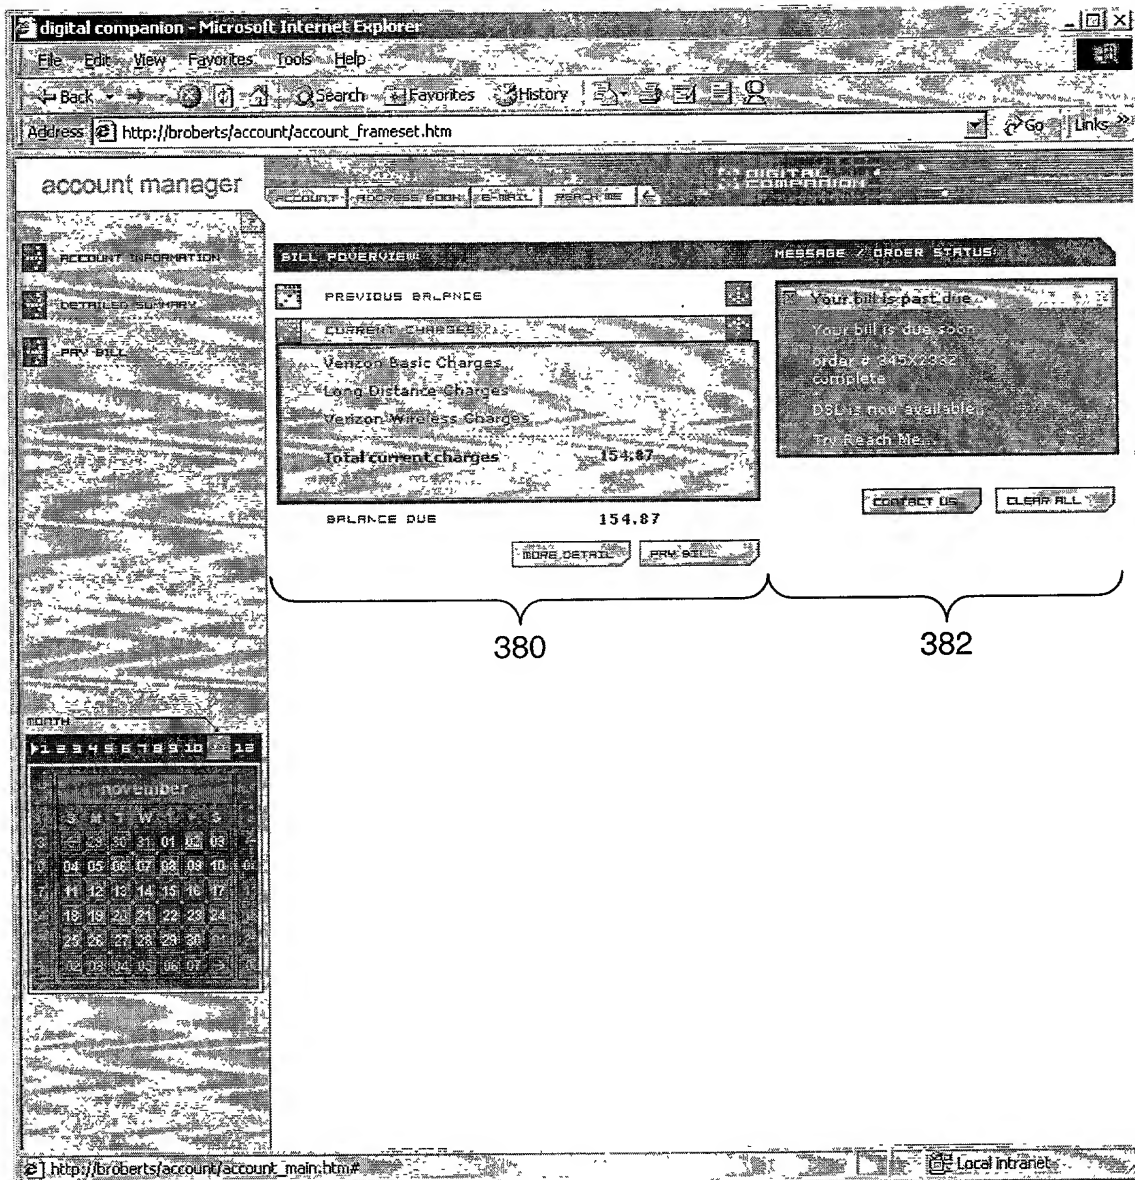 digital companion - Microsoft Internet Explorer
File Edit View Favorites Tools Help
Back Search Favorites History
Address http://broberts/account/account_frameset.htm Go Links
account manager
DIGITAL COMPANION
ACCOUNT ADDRESS BOOK E-MAIL REACH ME
ACCOUNT INFORMATION
DETAILED SUMMARY
PAY BILL
BILL POVERVIEW:
PREVIOUS BALANCE
CURRENT CHARGES
Verizon Basic Charges
Long Distance Charges
Verizon Wireless Charges
Total current charges 154.87
BALANCE DUE 154.87
MORE DETAIL PAY BILL
MESSAGE / ORDER STATUS:
Your bill is past due...
Your bill is due soon
order # 345X2332
complete
DSL is now available
Try Reach Me...
CONTACT US CLEAR ALL
380
382
MONTH
1 2 3 4 5 6 7 8 9 10 12
november
S M T W S
29 30 31 01 02 03
04 05 06 07 08 09 10
11 12 13 14 15 16 17
18 19 20 21 22 23 24
25 26 27 28 29 30
02 03 04 05 06 07
http://broberts/account/account_main.htm# Local intranet